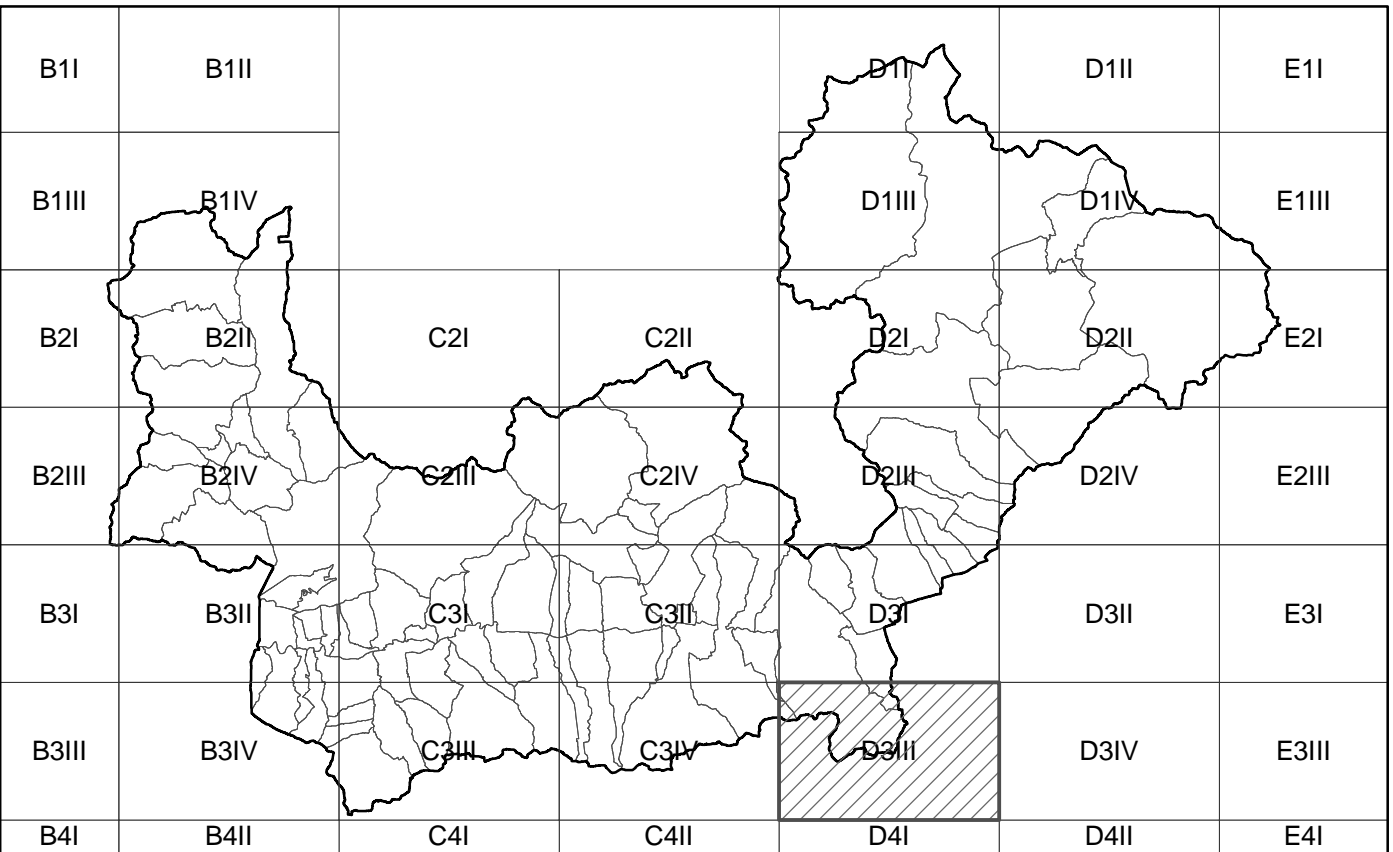 B1I B1II D1I D1II E1I
B1III B1IV D1III D1IV E1III
B2I B2II C2I C2II D2I D2II E2I
B2III B2IV C2III C2IV D2III D2IV E2III
B3I B3II C3I C3II D3I D3II E3I
B3III B3IV C3III C3IV D3III D3IV E3III
B4I B4II C4I C4II D4I D4II E4I